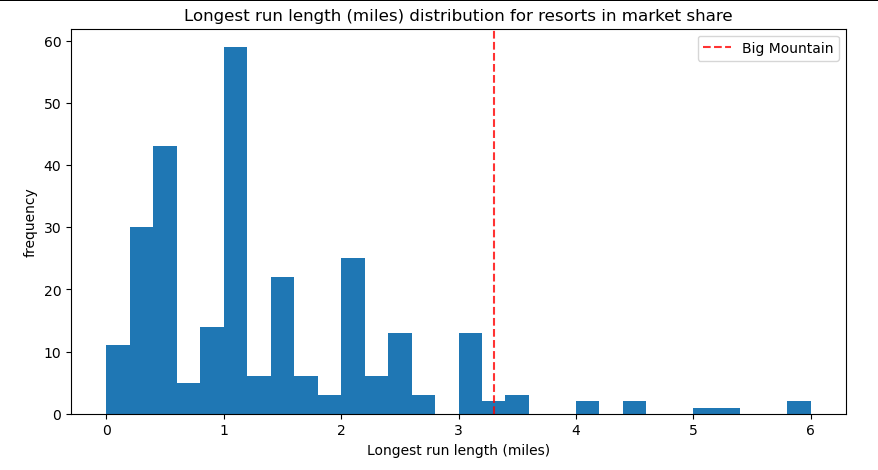 Longest run length (miles) distribution for resorts in market share
Big Mountain
frequency
60
50
40
30
20
10
0
0 1 2 3 4 5 6
Longest run length (miles)